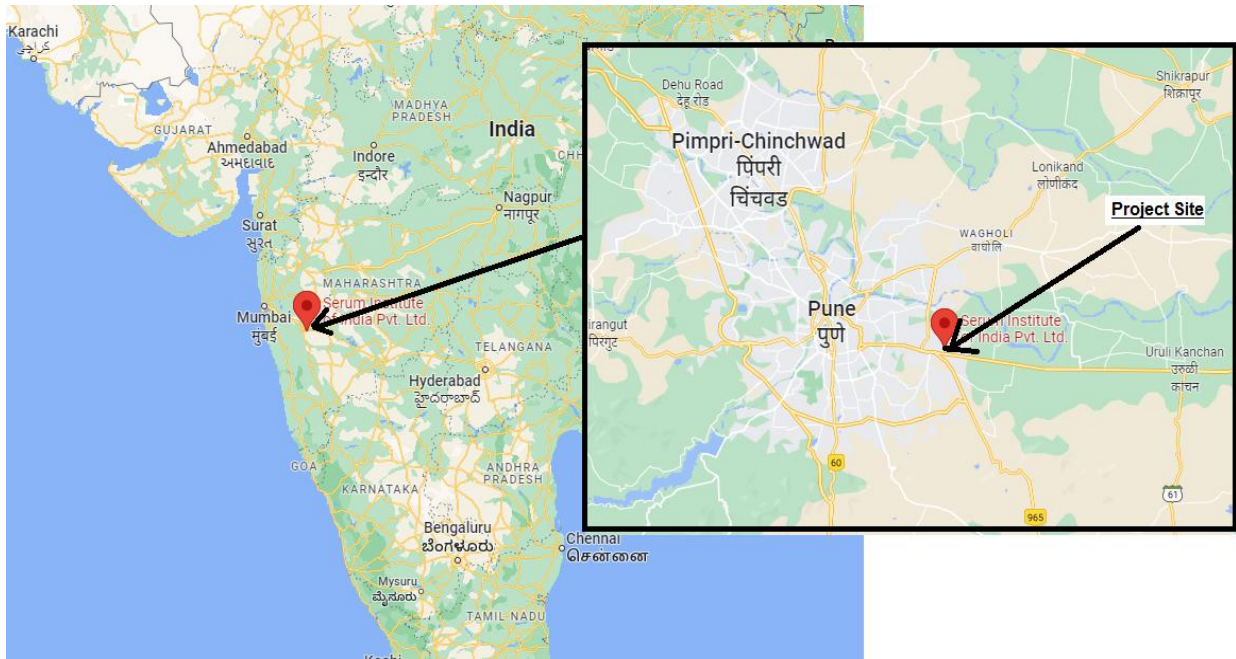 Karachi
کراچی
GUJARAT
Ahmedabad
અમદાવાદ
MADHYA
PRADESH
India
Indore
इन्दौर
Nagpur
नागपूर
Surat
સુરત
MAHARASHTRA
Serum Institute
of India Pvt. Ltd.
Mumbai
मुंबई
TELANGANA
Hyderabad
హైదరాబాద్
GOA
ANDHRA
PRADESH
KARNATAKA
Bengaluru
ಬೆಂಗಳೂರು
Chennai
சென்னை
Mysuru
ಮೈಸೂರು
TAMIL NADU
Dehu Road
देहू रोड
Shikrapur
शिक्रापूर
Pimpri-Chinchwad
पिंपरी
चिंचवड
Lonikand
लोणीकंद
Project Site
WAGHOLI
वाघोलि
Pune
पुणे
Serum Institute
of India Pvt. Ltd.
irangut
पिरंगुट
Uruli Kanchan
उरुळी
कांचन
60
61
965